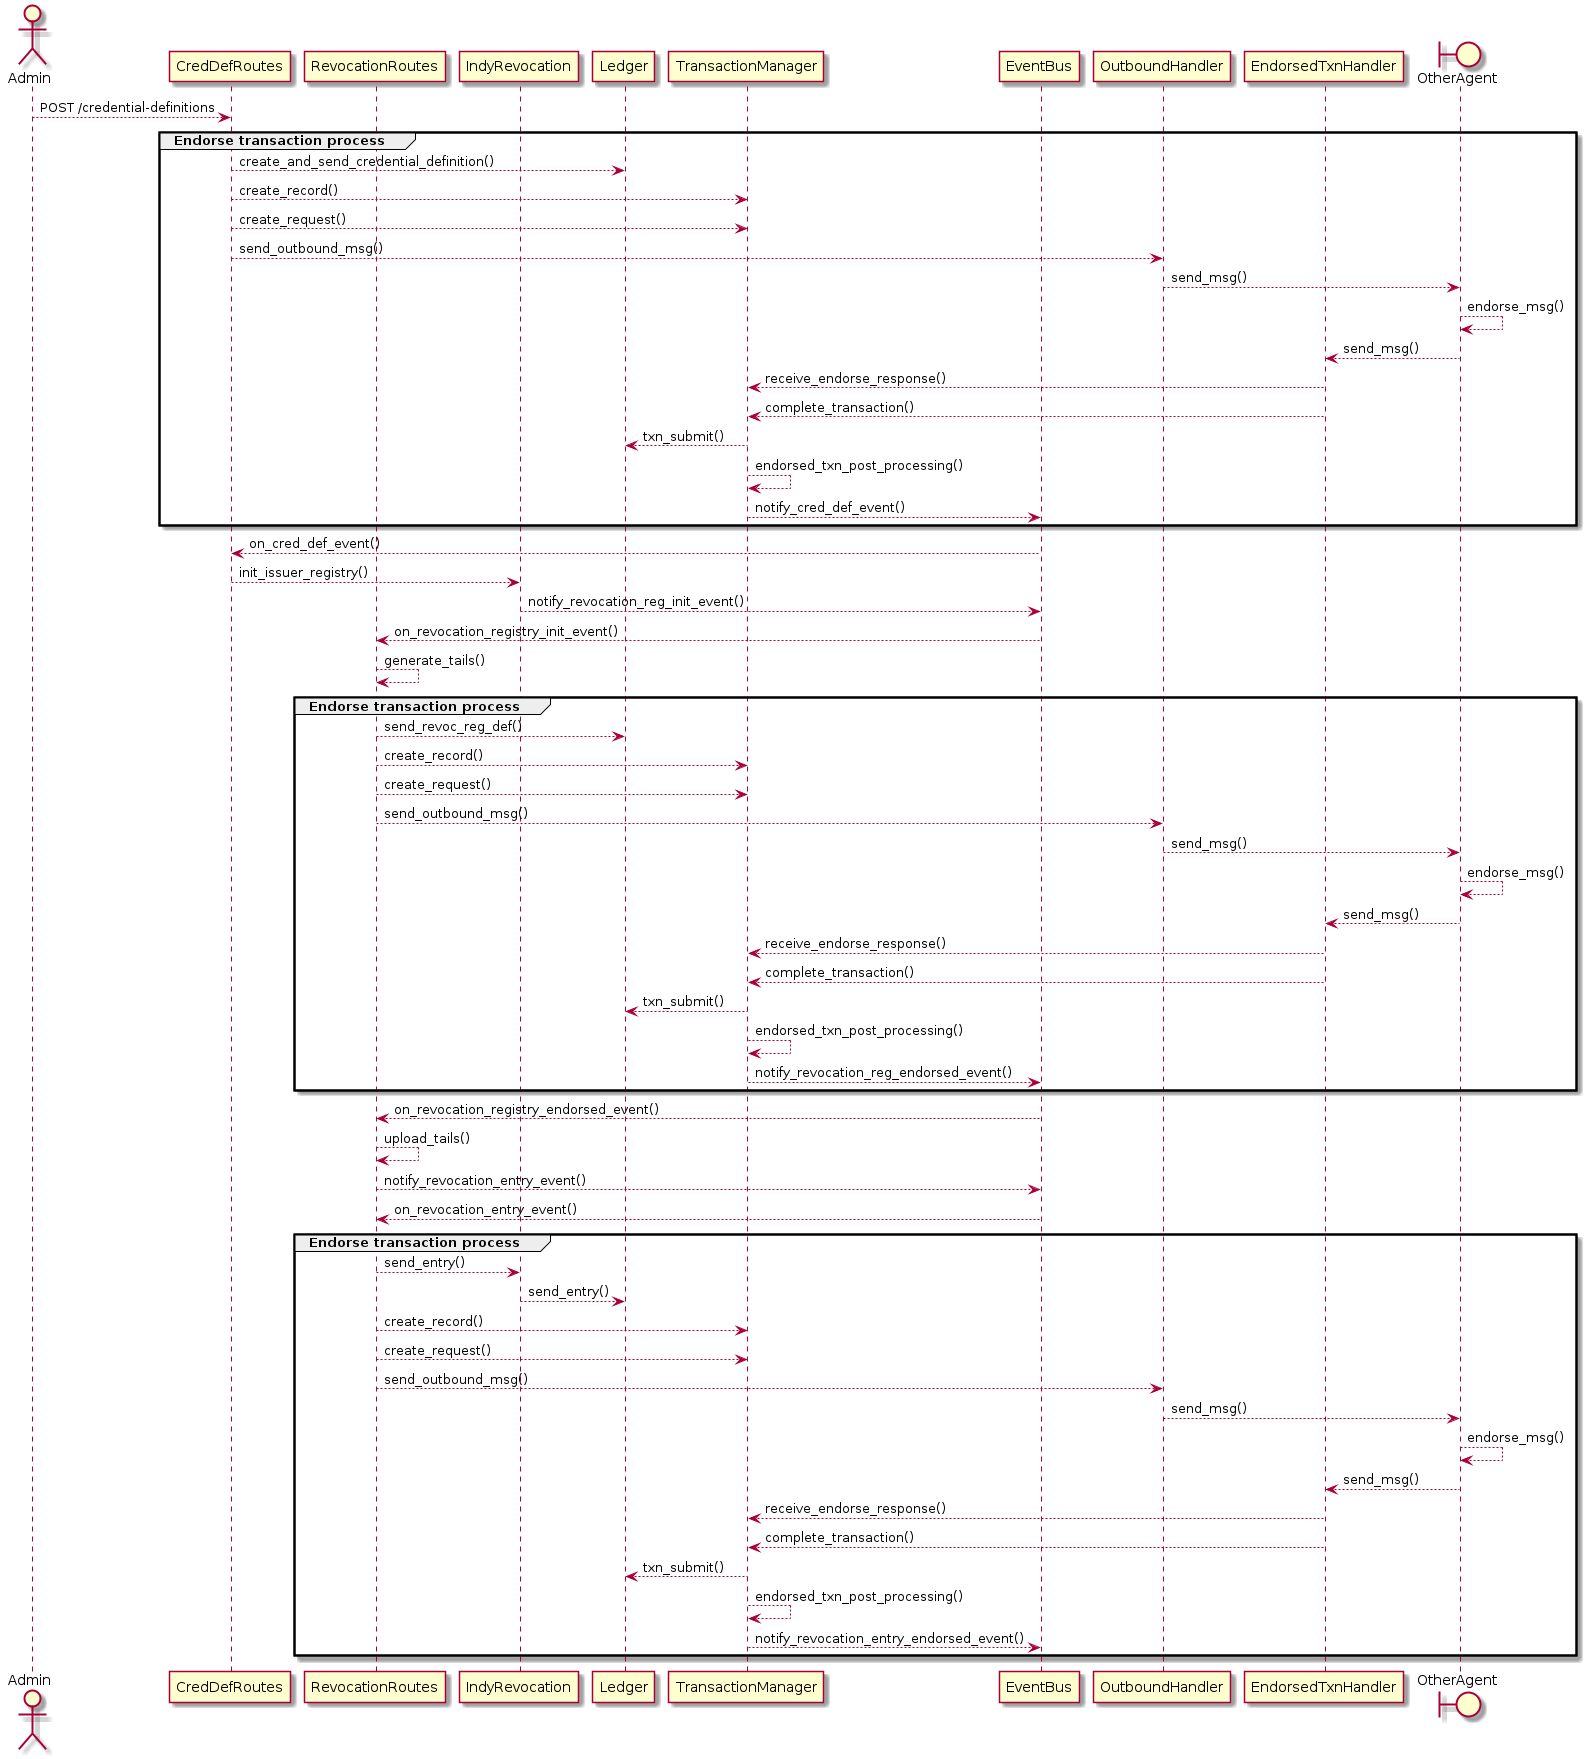 Admin
CredDefRoutes
RevocationRoutes
IndyRevocation
Ledger
TransactionManager
EventBus
OutboundHandler
EndorsedTxnHandler
OtherAgent
POST /credential-definitions
Endorse transaction process
create_and_send_credential_definition()
create_record()
create_request()
send_outbound_msg()
send_msg()
endorse_msg()
send_msg()
receive_endorse_response()
complete_transaction()
txn_submit()
endorsed_txn_post_processing()
notify_cred_def_event()
on_cred_def_event()
init_issuer_registry()
notify_revocation_reg_init_event()
on_revocation_registry_init_event()
generate_tails()
Endorse transaction process
send_revoc_reg_def()
create_record()
create_request()
send_outbound_msg()
send_msg()
endorse_msg()
send_msg()
receive_endorse_response()
complete_transaction()
txn_submit()
endorsed_txn_post_processing()
notify_revocation_reg_endorsed_event()
on_revocation_registry_endorsed_event()
upload_tails()
notify_revocation_entry_event()
on_revocation_entry_event()
Endorse transaction process
send_entry()
send_entry()
create_record()
create_request()
send_outbound_msg()
send_msg()
endorse_msg()
send_msg()
receive_endorse_response()
complete_transaction()
txn_submit()
endorsed_txn_post_processing()
notify_revocation_entry_endorsed_event()
Admin
CredDefRoutes
RevocationRoutes
IndyRevocation
Ledger
TransactionManager
EventBus
OutboundHandler
EndorsedTxnHandler
OtherAgent